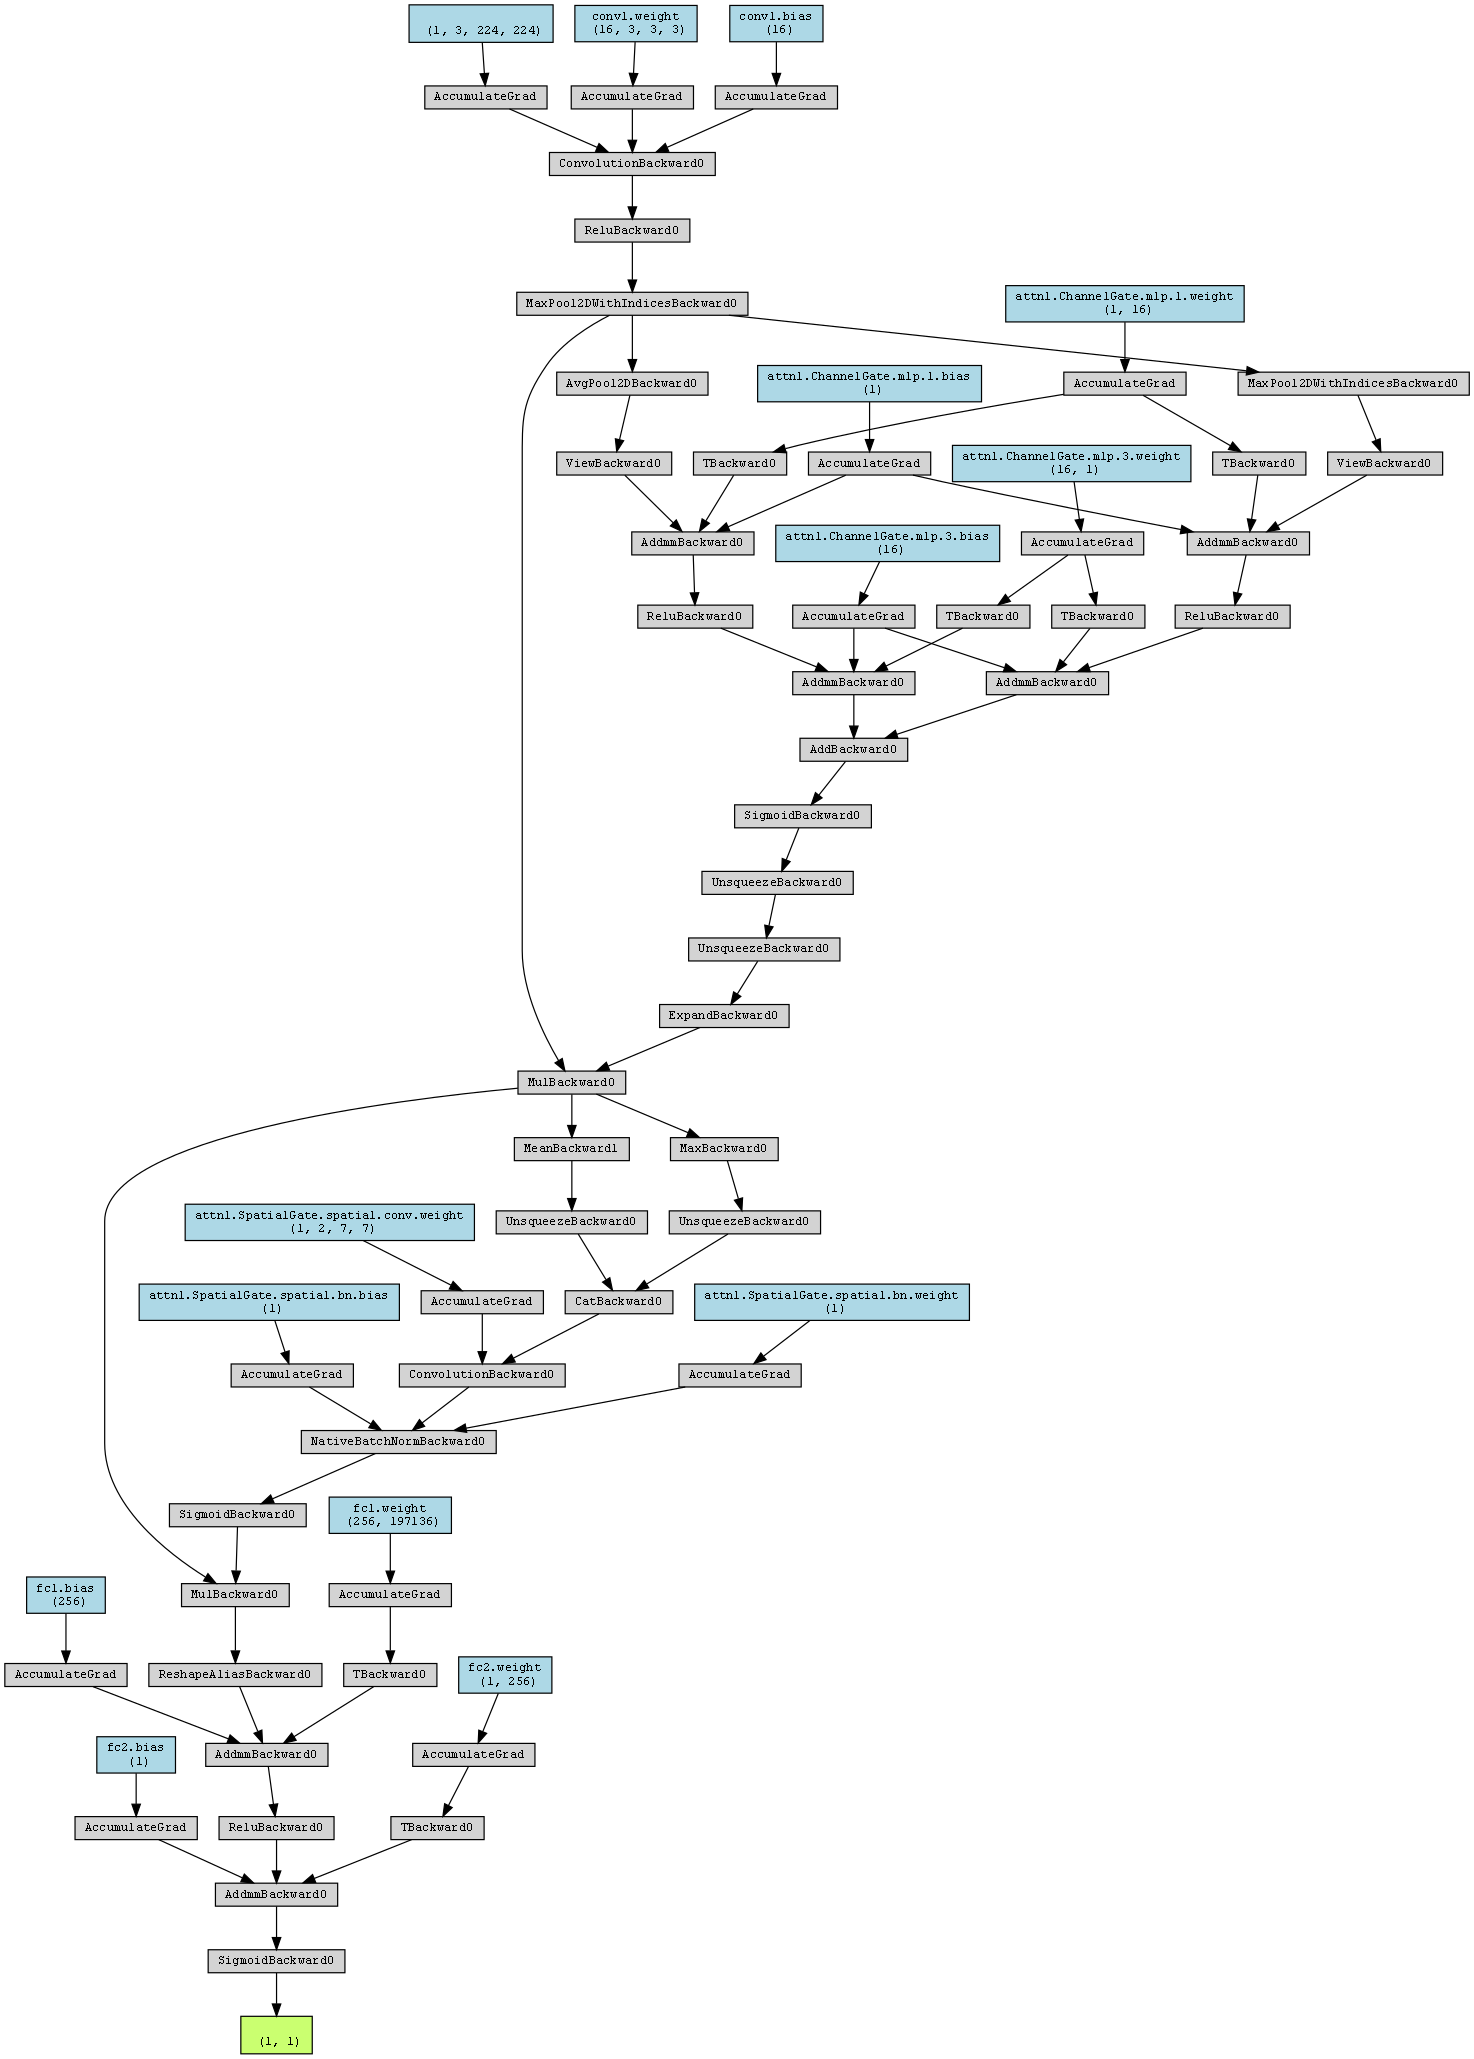 (1, 3, 224, 224)
conv1.weight
(16, 3, 3, 3)
conv1.bias
(16)
AccumulateGrad
AccumulateGrad
AccumulateGrad
ConvolutionBackward0
ReluBackward0
MaxPool2DWithIndicesBackward0
attn1.ChannelGate.mlp.1.weight
(1, 16)
attn1.ChannelGate.mlp.1.bias
(1)
AvgPool2DBackward0
AccumulateGrad
MaxPool2DWithIndicesBackward0
ViewBackward0
TBackward0
AccumulateGrad
attn1.ChannelGate.mlp.3.weight
(16, 1)
TBackward0
ViewBackward0
AddmmBackward0
attn1.ChannelGate.mlp.3.bias
(16)
AccumulateGrad
AddmmBackward0
ReluBackward0
AccumulateGrad
TBackward0
TBackward0
ReluBackward0
AddmmBackward0
AddmmBackward0
AddBackward0
SigmoidBackward0
UnsqueezeBackward0
UnsqueezeBackward0
ExpandBackward0
MulBackward0
MeanBackward1
MaxBackward0
attn1.SpatialGate.spatial.conv.weight
(1, 2, 7, 7)
UnsqueezeBackward0
UnsqueezeBackward0
attn1.SpatialGate.spatial.bn.bias
(1)
AccumulateGrad
CatBackward0
attn1.SpatialGate.spatial.bn.weight
(1)
AccumulateGrad
ConvolutionBackward0
AccumulateGrad
NativeBatchNormBackward0
SigmoidBackward0
fc1.weight
(256, 197136)
fc1.bias
(256)
MulBackward0
AccumulateGrad
AccumulateGrad
ReshapeAliasBackward0
TBackward0
fc2.weight
(1, 256)
fc2.bias
(1)
AddmmBackward0
AccumulateGrad
AccumulateGrad
ReluBackward0
TBackward0
AddmmBackward0
SigmoidBackward0
(1, 1)